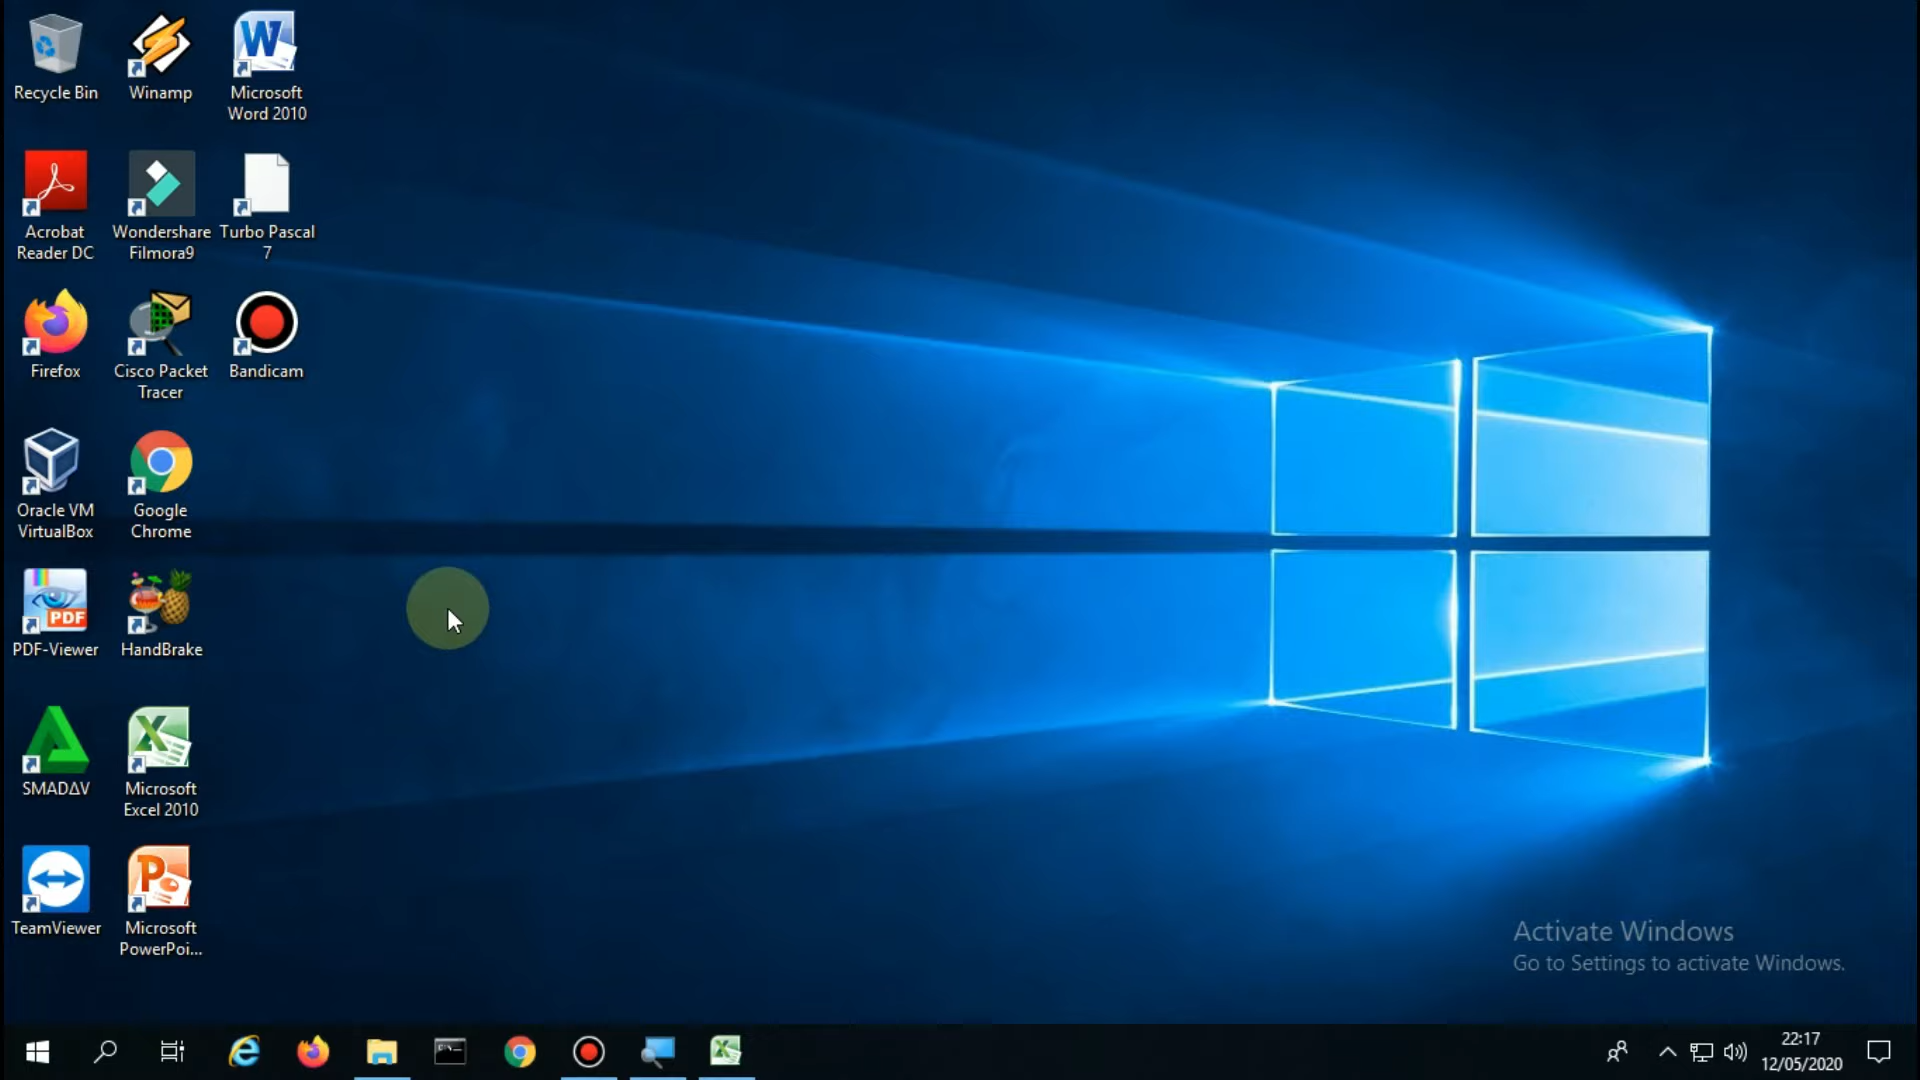 Recycle Bin
Winamp
Microsoft
Word 2010
Acrobat
Reader DC
Wondershare
Filmora9
Turbo Pascal
7
Firefox
Cisco Packet
Tracer
Bandicam
Oracle VM
VirtualBox
Google
Chrome
PDF
PDF-Viewer
HandBrake
SMADΔV
Microsoft
Excel 2010
TeamViewer
Microsoft
PowerPoi...
Activate Windows
Go to Settings to activate Windows.
22:17
12/05/2020